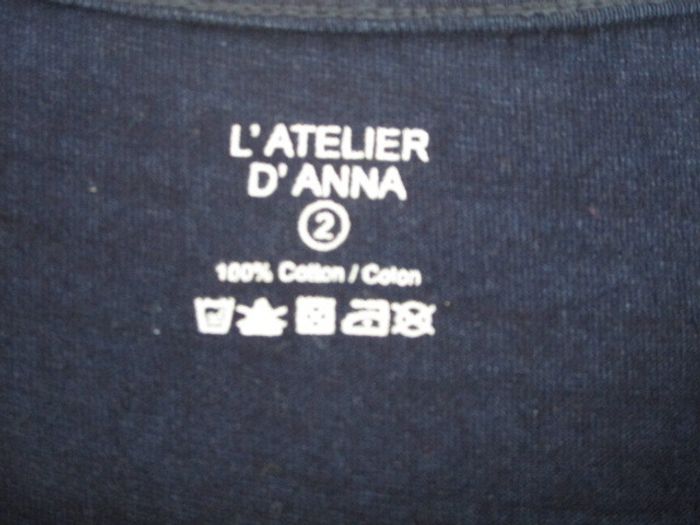 L'ATELIER
D'ANNA
2
100% Cotton / Coton